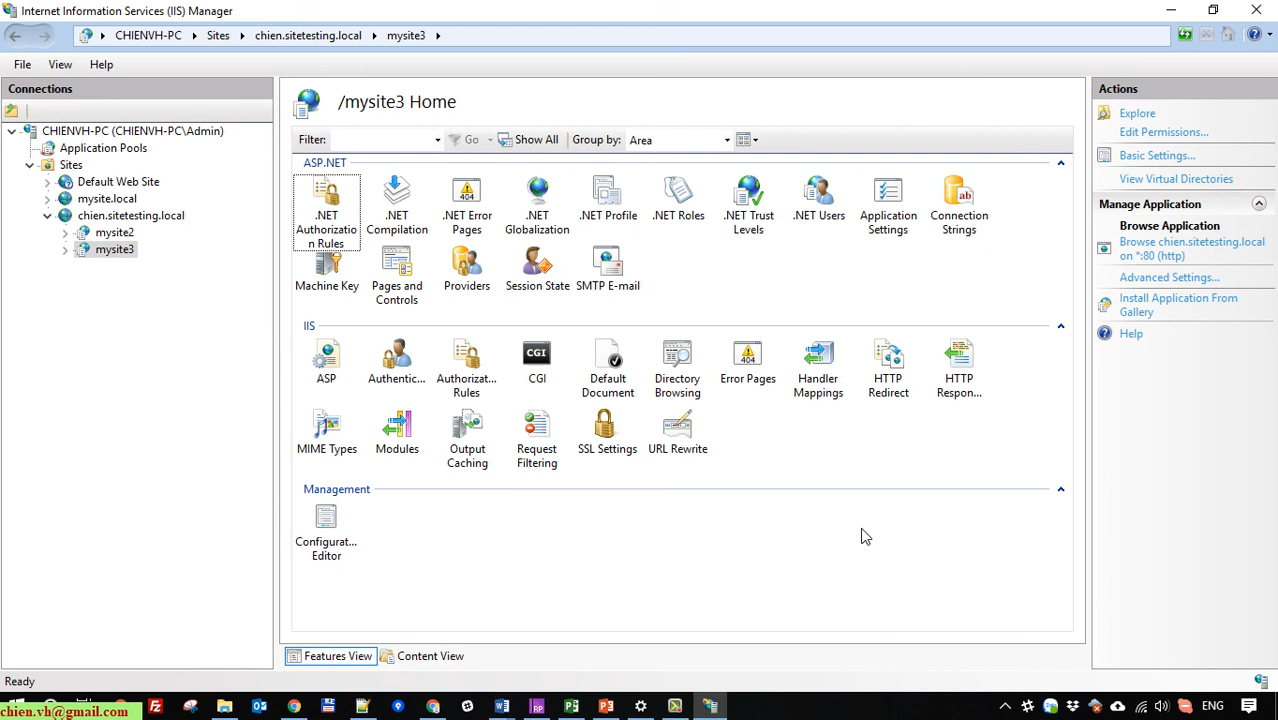 Internet Information Services (IIS) Manager
CHIENVH-PC Sites chien.sitetesting.local mysite3
File View Help
Connections
CHIENVH-PC (CHIENVH-PC\Admin)
Application Pools
Sites
Default Web Site
mysite.local
chien.sitetesting.local
mysite2
mysite3
/mysite3 Home
Filter: Go Show All Group by: Area
ASP.NET
.NET Authorizatio n Rules
.NET Compilation
.NET Error Pages
.NET Globalization
.NET Profile
.NET Roles
.NET Trust Levels
.NET Users
Application Settings
Connection Strings
Machine Key
Pages and Controls
Providers
Session State
SMTP E-mail
IIS
ASP
Authentic...
Authorizat... Rules
CGI
Default Document
Directory Browsing
Error Pages
Handler Mappings
HTTP Redirect
HTTP Respon...
MIME Types
Modules
Output Caching
Request Filtering
SSL Settings
URL Rewrite
Management
Configurat... Editor
Features View Content View
Actions
Explore
Edit Permissions...
Basic Settings...
View Virtual Directories
Manage Application
Browse Application
Browse chien.sitetesting.local
on *:80 (http)
Advanced Settings...
Install Application From
Gallery
Help
Ready
chien.vh@gmail.com
ENG